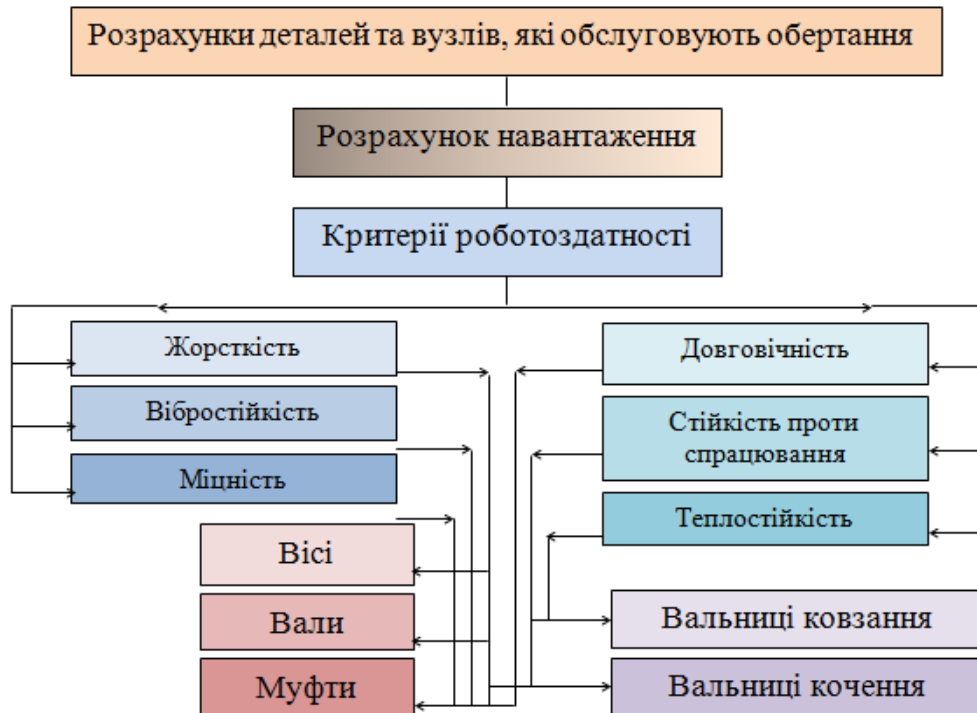 Розрахунки деталей та вузлів, які обслуговують обертання
Розрахунок навантаження
Критерії роботоздатності
Жорсткість
Вібростійкість
Міцність
Довговічність
Стійкість проти
спрацювання
Теплостійкість
Вісі
Вали
Муфти
Вальниці ковзання
Вальниці кочення